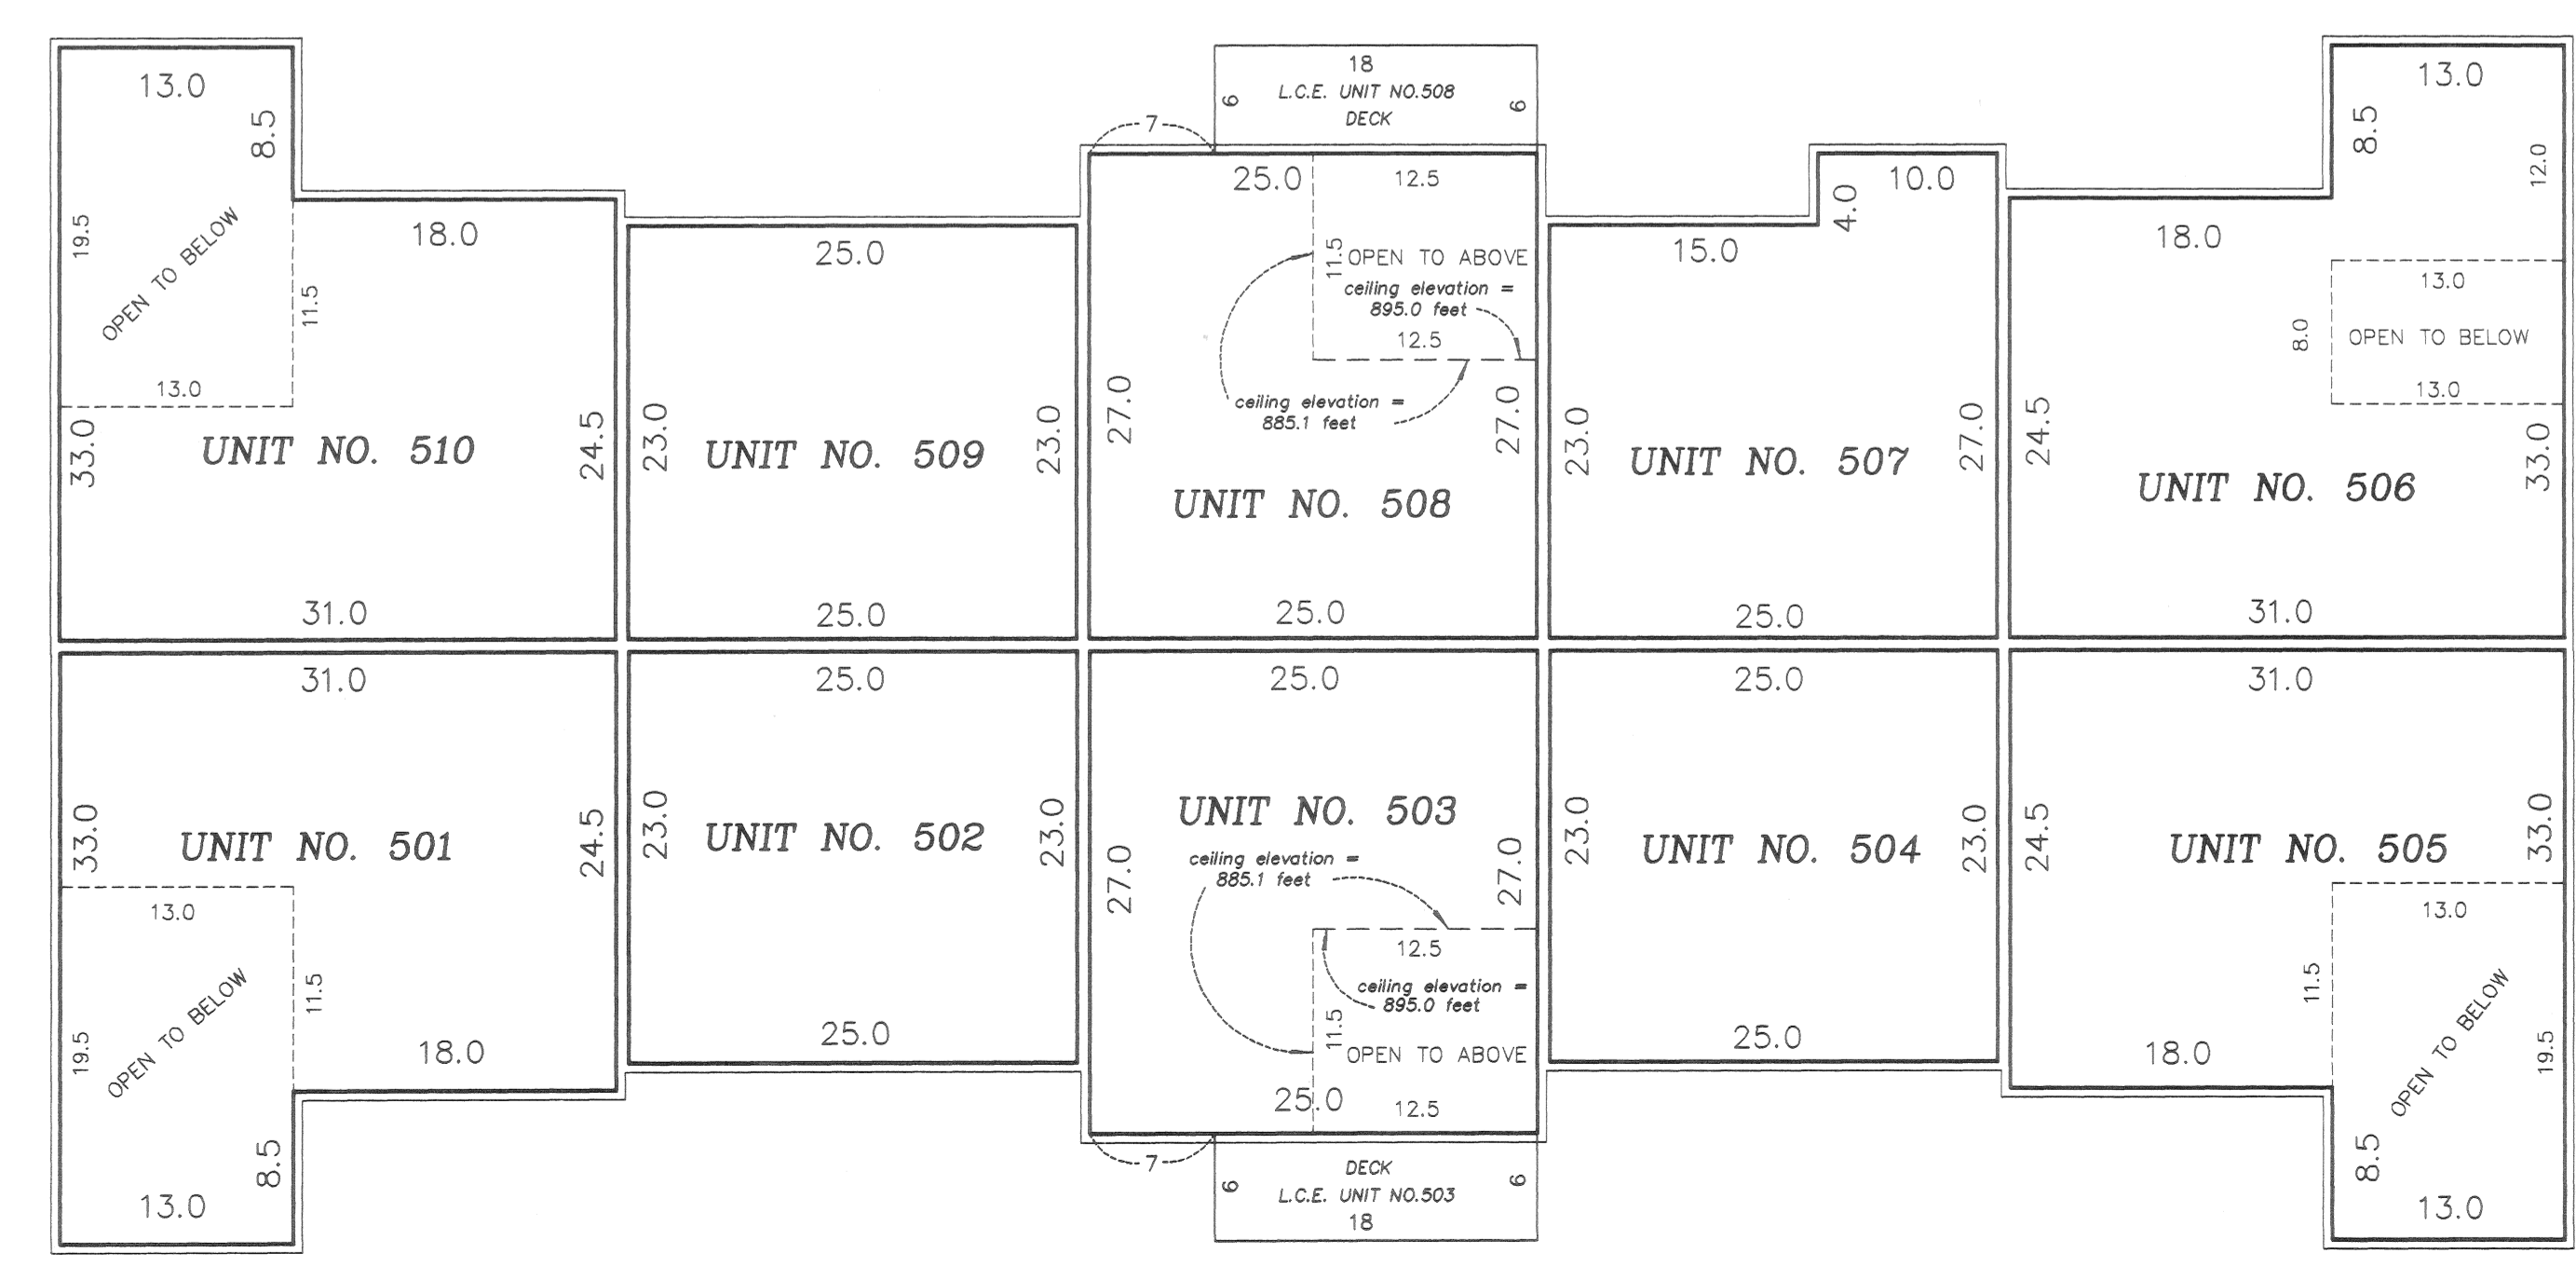 13.0
8.5
19.5
OPEN TO BELOW
11.5
18.0
13.0
33.0
24.5
UNIT NO. 510
31.0
25.0
23.0
UNIT NO. 509
23.0
25.0
18
L.C.E. UNIT NO.508
DECK
6
6
7
25.0
12.5
11.5
OPEN TO ABOVE
ceiling elevation =
895.0 feet
12.5
ceiling elevation =
885.1 feet
27.0
27.0
UNIT NO. 508
25.0
15.0
4.0
10.0
23.0
27.0
UNIT NO. 507
25.0
13.0
8.5
12.0
18.0
13.0
8.0
OPEN TO BELOW
13.0
24.5
33.0
UNIT NO. 506
31.0
31.0
33.0
UNIT NO. 501
24.5
13.0
11.5
OPEN TO BELOW
19.5
18.0
8.5
13.0
25.0
23.0
UNIT NO. 502
23.0
25.0
25.0
UNIT NO. 503
ceiling elevation =
885.1 feet
27.0
27.0
12.5
ceiling elevation =
895.0 feet
11.5
OPEN TO ABOVE
25.0
12.5
7
DECK
L.C.E. UNIT NO.503
18
6
6
25.0
23.0
UNIT NO. 504
23.0
25.0
31.0
24.5
UNIT NO. 505
33.0
13.0
11.5
OPEN TO BELOW
19.5
18.0
8.5
13.0